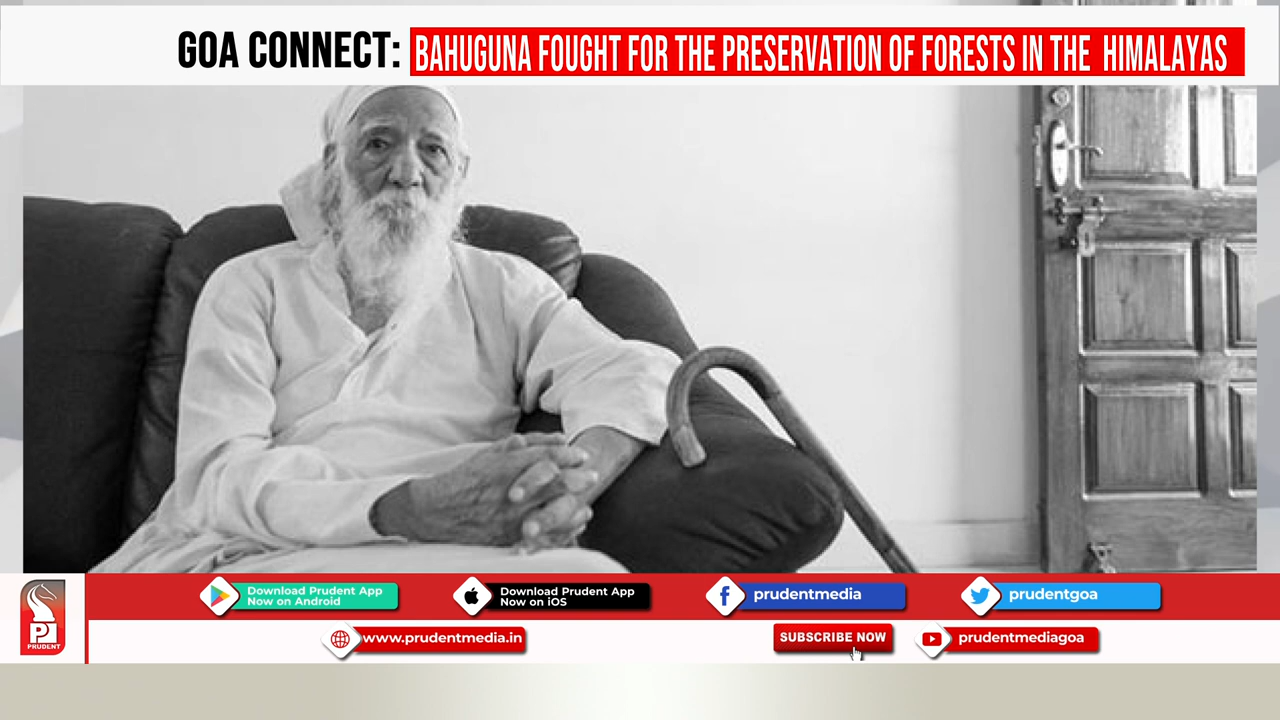 GOA CONNECT: BAHUGUNA FOUGHT FOR THE PRESERVATION OF FORESTS IN THE HIMALAYAS
Download Prudent App
Now on Android
Download Prudent App
Now on iOS
prudentmedia
prudentgoa
PRUDENT
www.prudentmedia.in
SUBSCRIBE NOW
prudentmediagoa